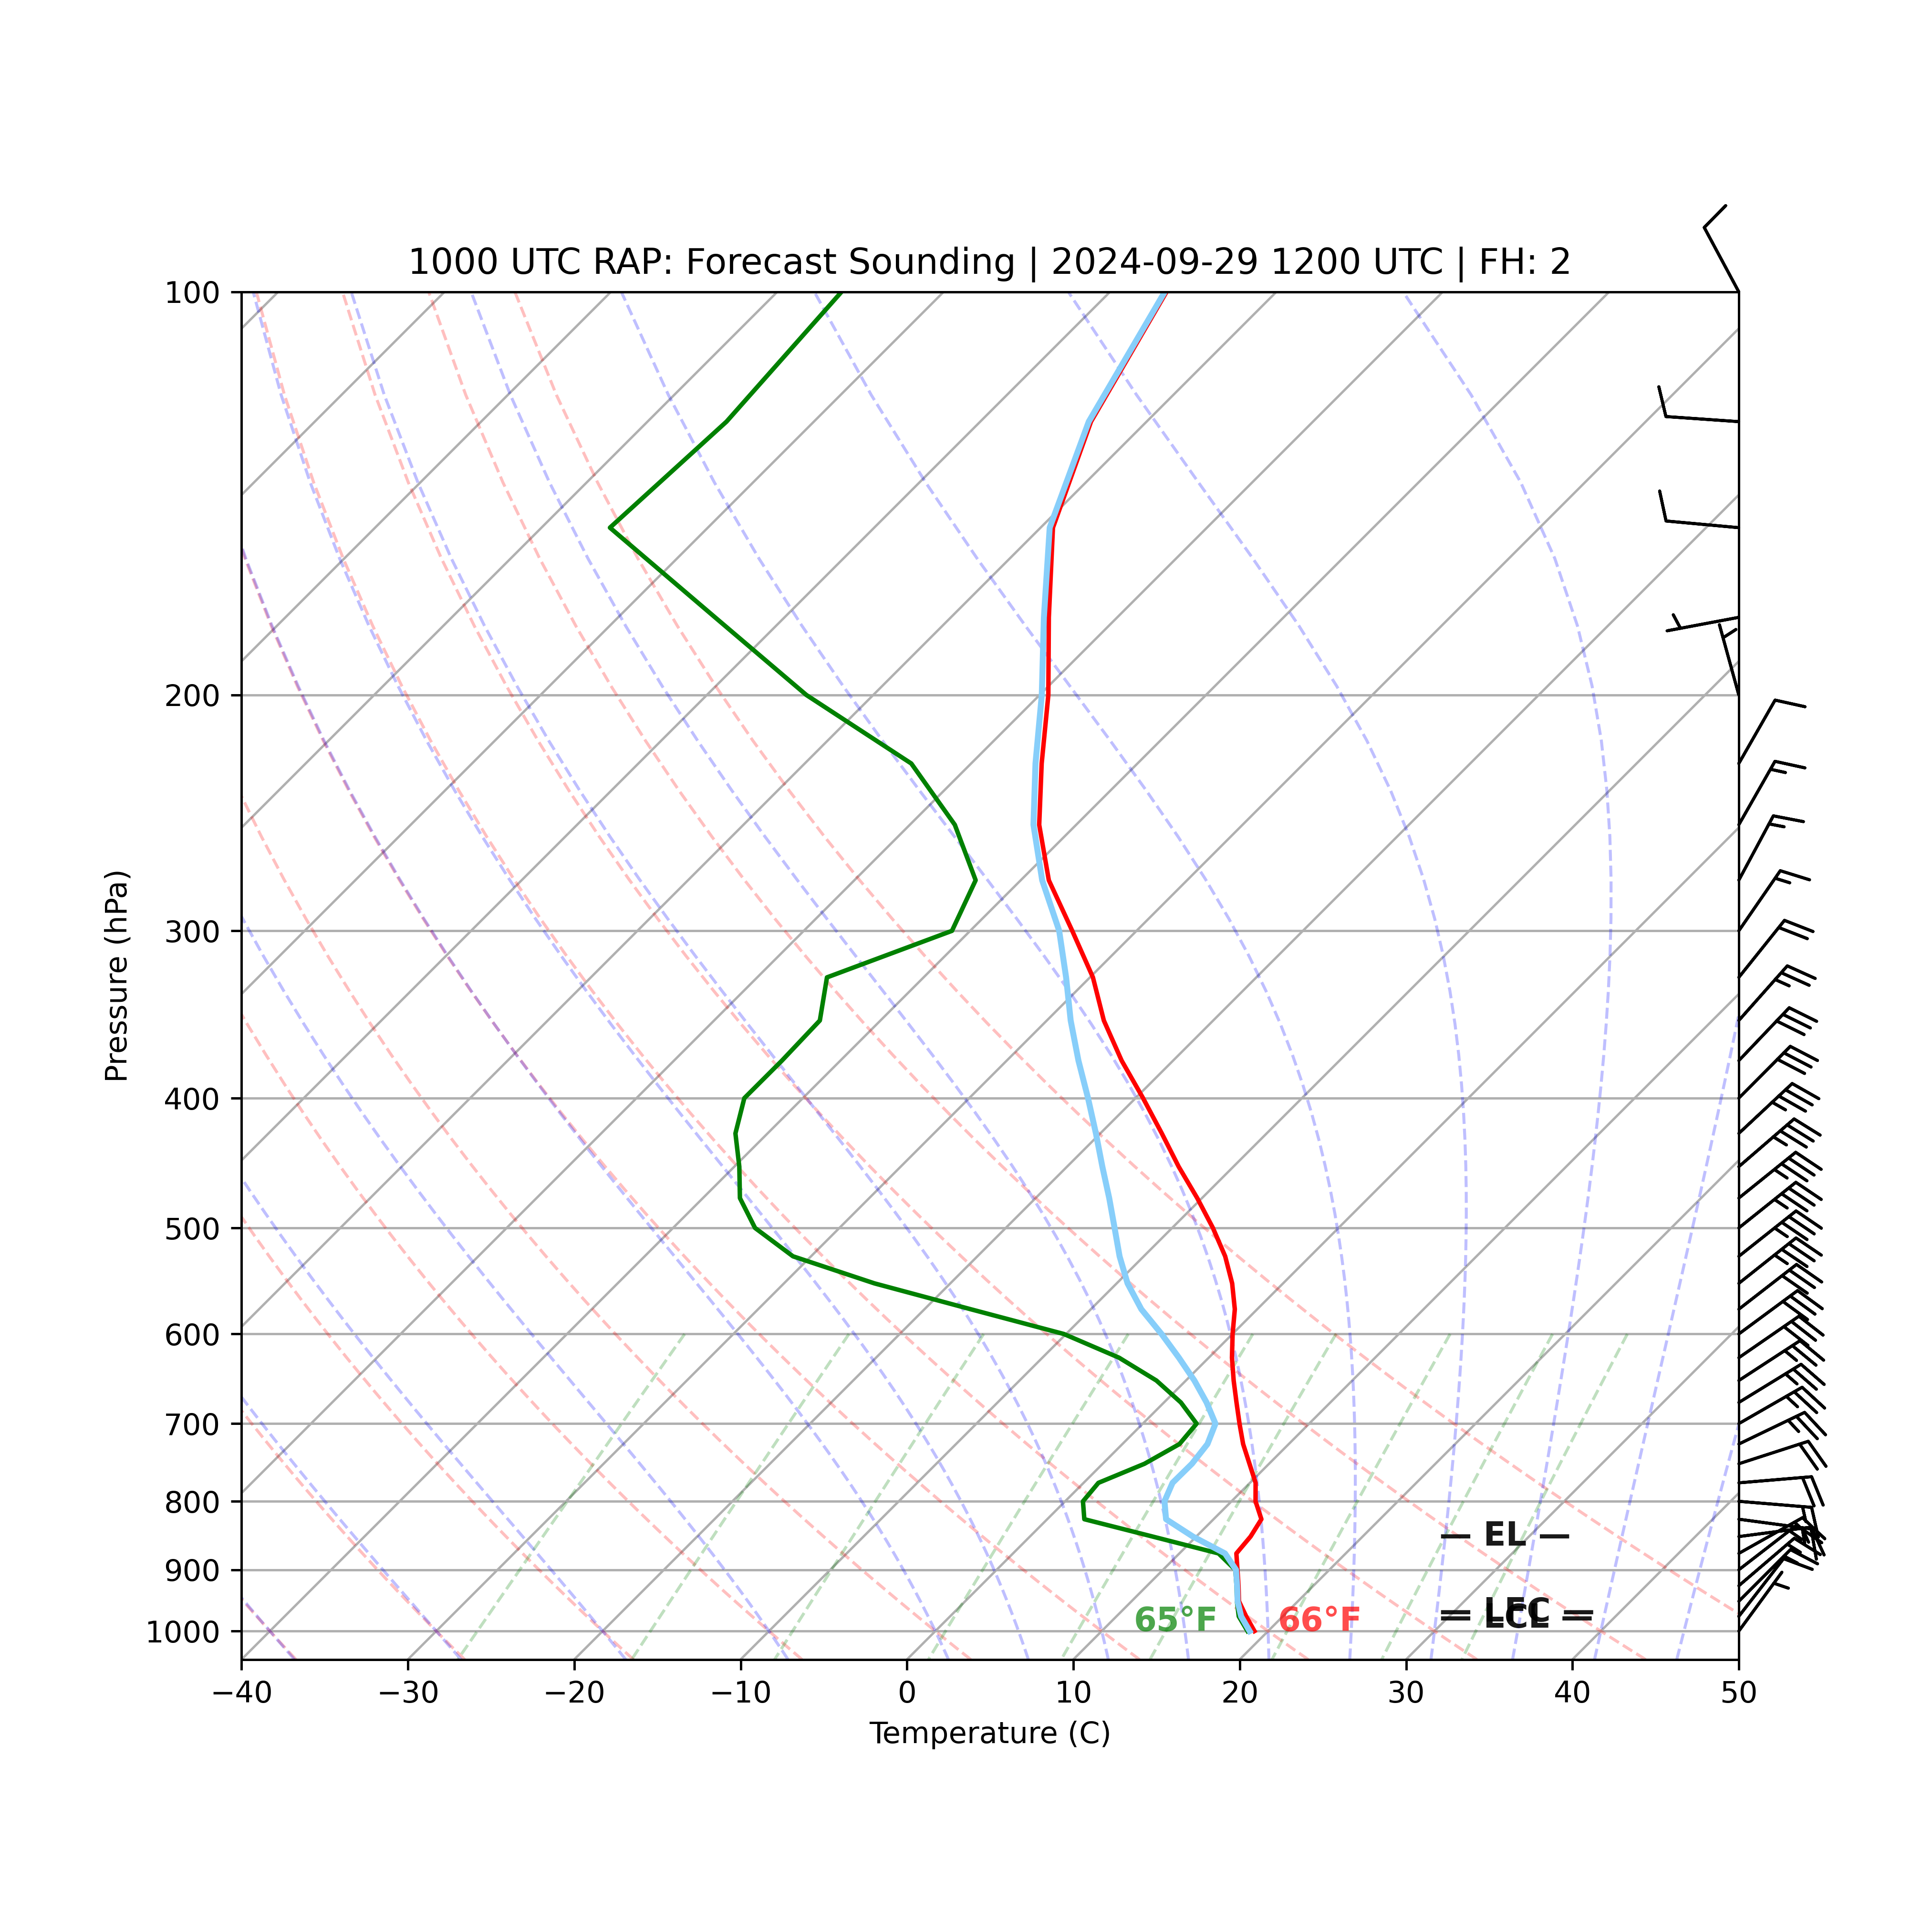 1000 UTC RAP: Forecast Sounding | 2024-09-29 1200 UTC | FH: 2
100
200
300
400
500
600
700
800
900
1000
Pressure (hPa)
— EL —
— LFC —
— LCL —
65°F 66°F
−40 −30 −20 −10 0 10 20 30 40 50
Temperature (C)